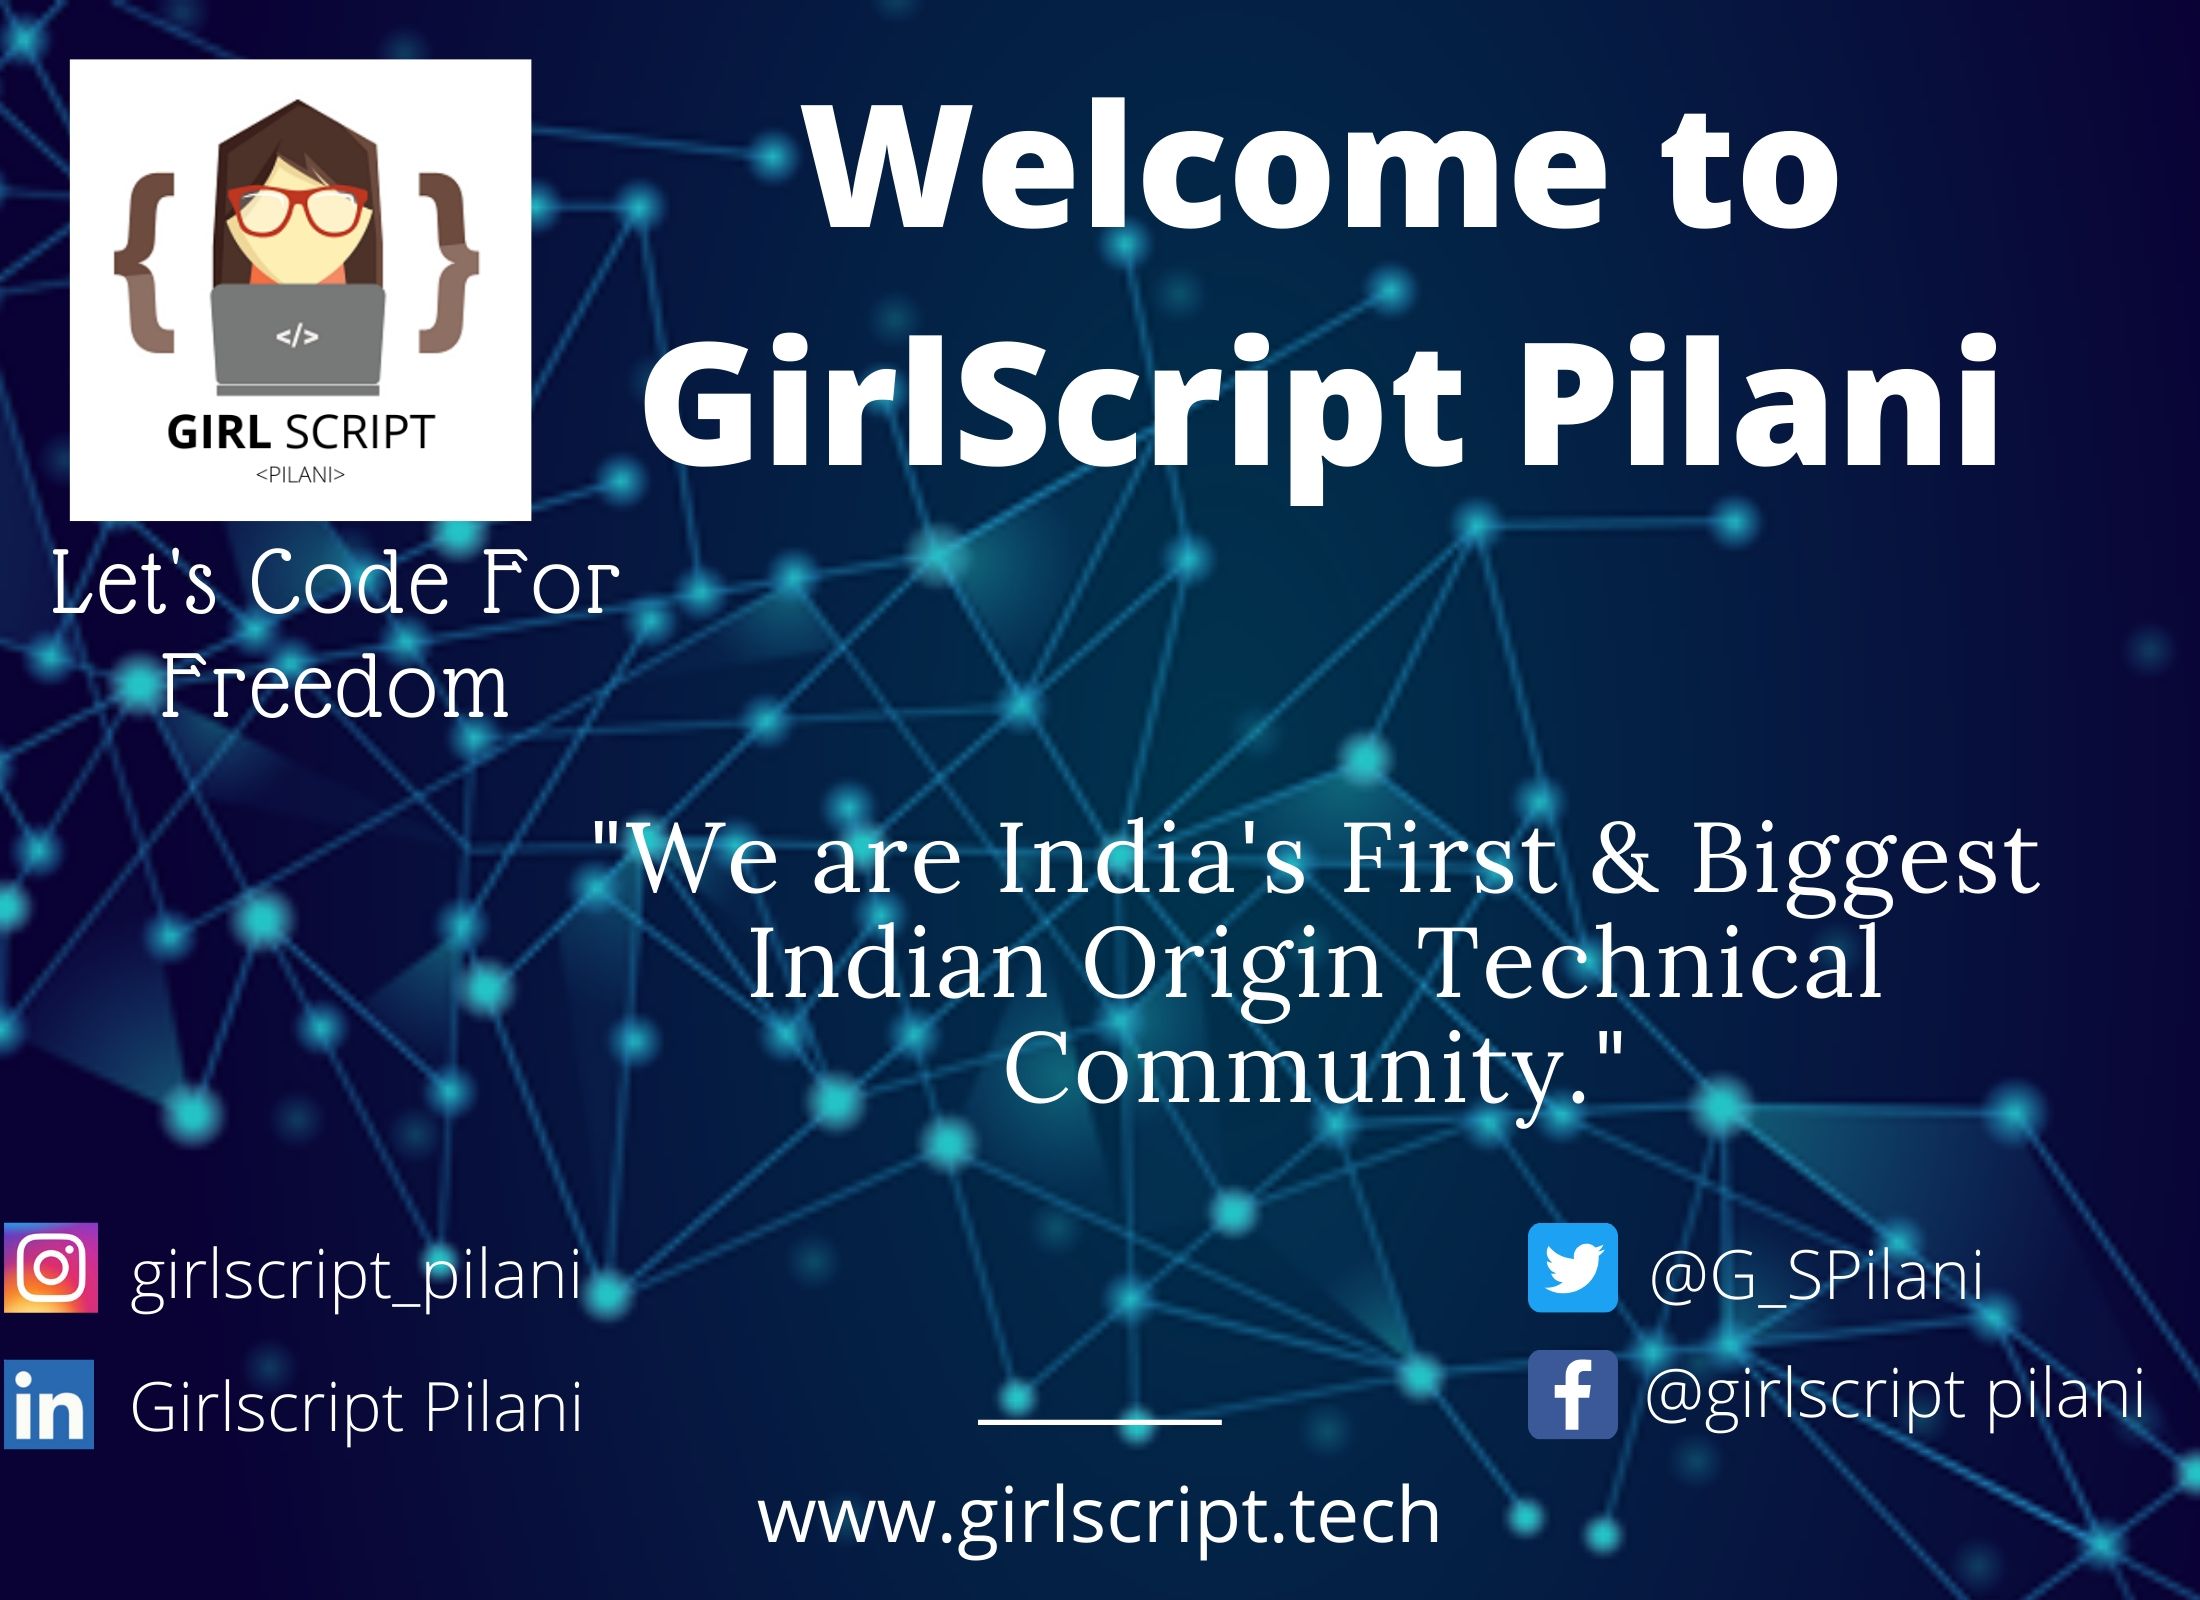 Welcome to
GirlScript Pilani
</>
GIRL SCRIPT
<PILANI>
Let's Code For
Freedom
"We are India's First & Biggest
Indian Origin Technical
Community."
girlscript_pilani
@G_SPilani
Girlscript Pilani
@girlscript pilani
www.girlscript.tech